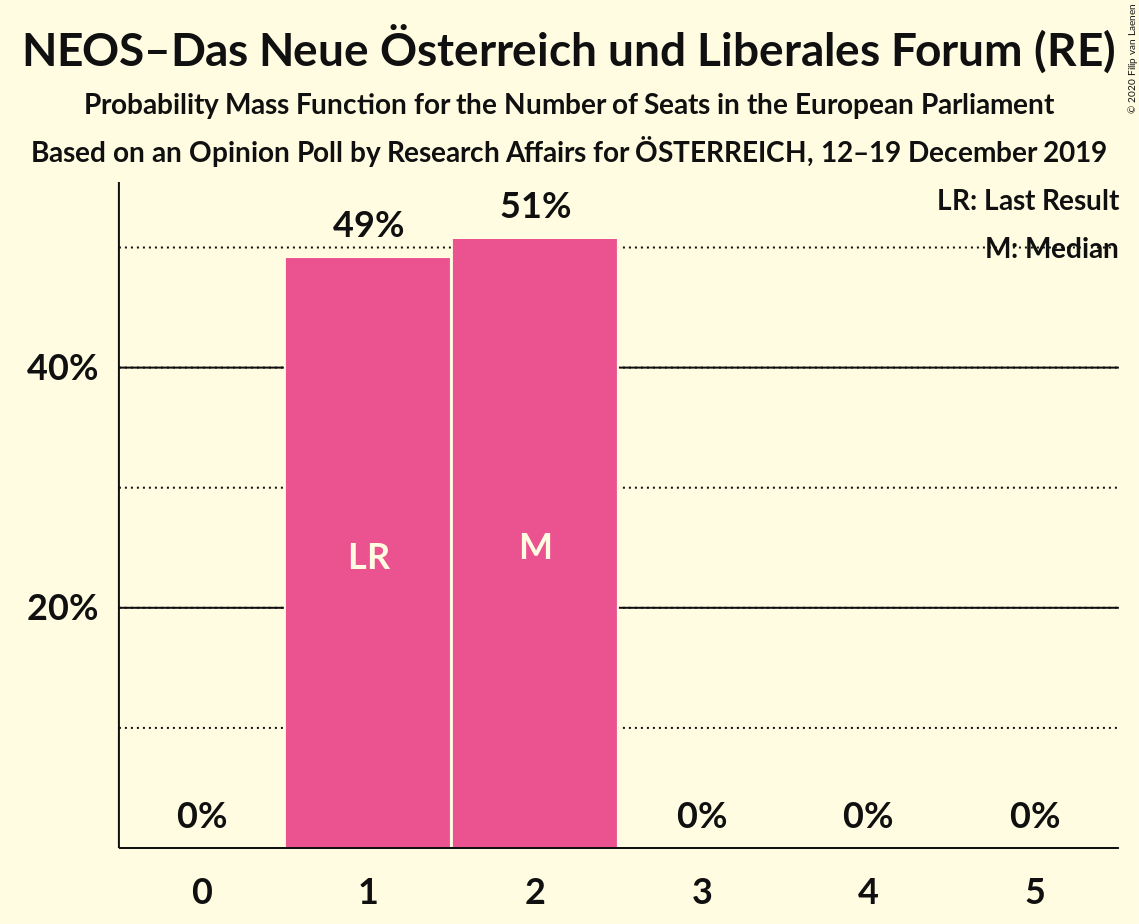 NEOS–Das Neue Österreich und Liberales Forum (RE)
Probability Mass Function for the Number of Seats in the European Parliament
Based on an Opinion Poll by Research Affairs for ÖSTERREICH, 12–19 December 2019
© 2020 Filip van Laenen
LR: Last Result
M: Median
49%
51%
40%
20%
LR
M
0%
0%
0%
0%
0
1
2
3
4
5